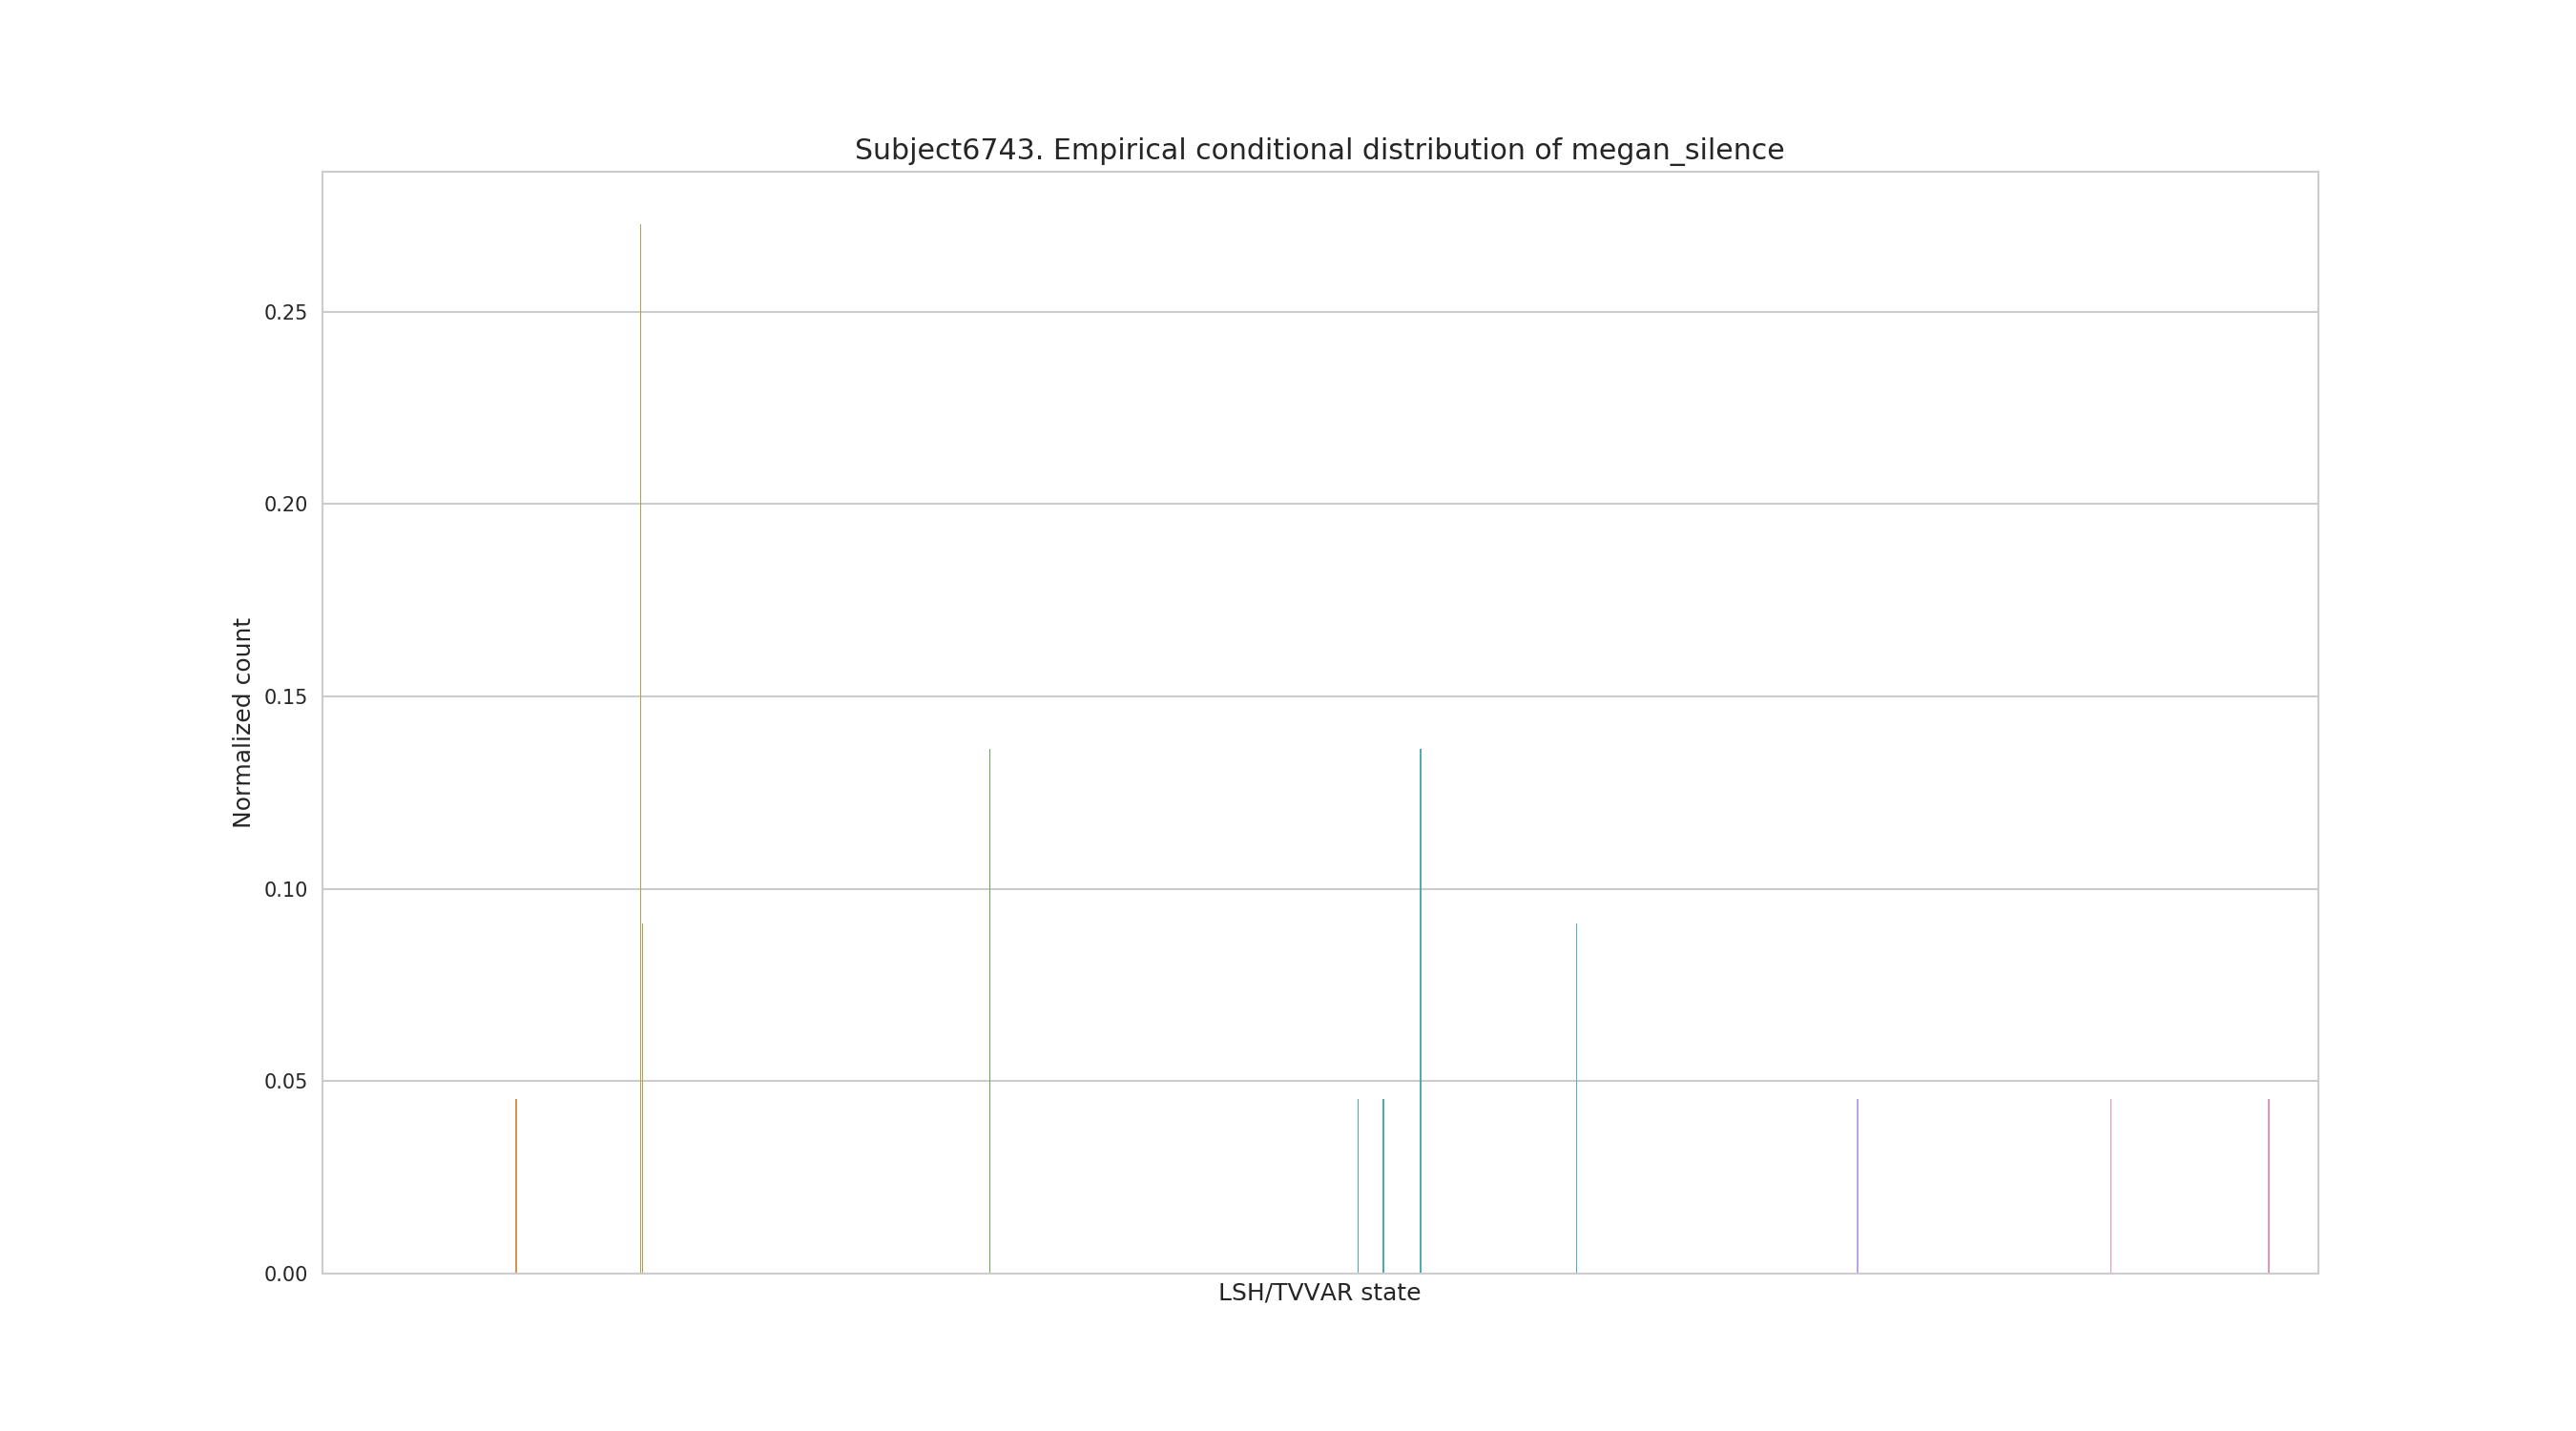 Subject6743. Empirical conditional distribution of megan_silence
Normalized count
0.25
0.20
0.15
0.10
0.05
0.00
LSH/TVVAR state